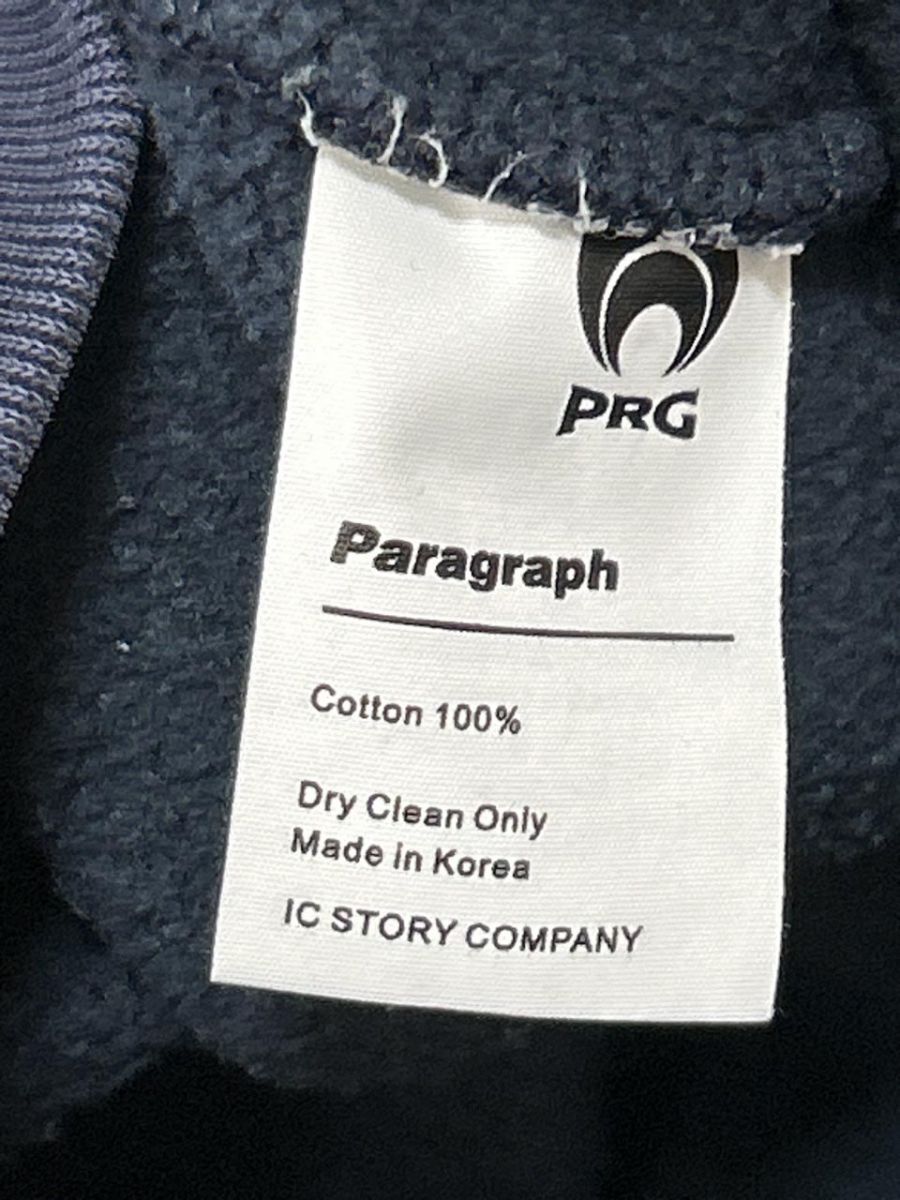 PRG
Paragraph
Cotton 100%
Dry Clean Only
Made in Korea
IC STORY COMPANY